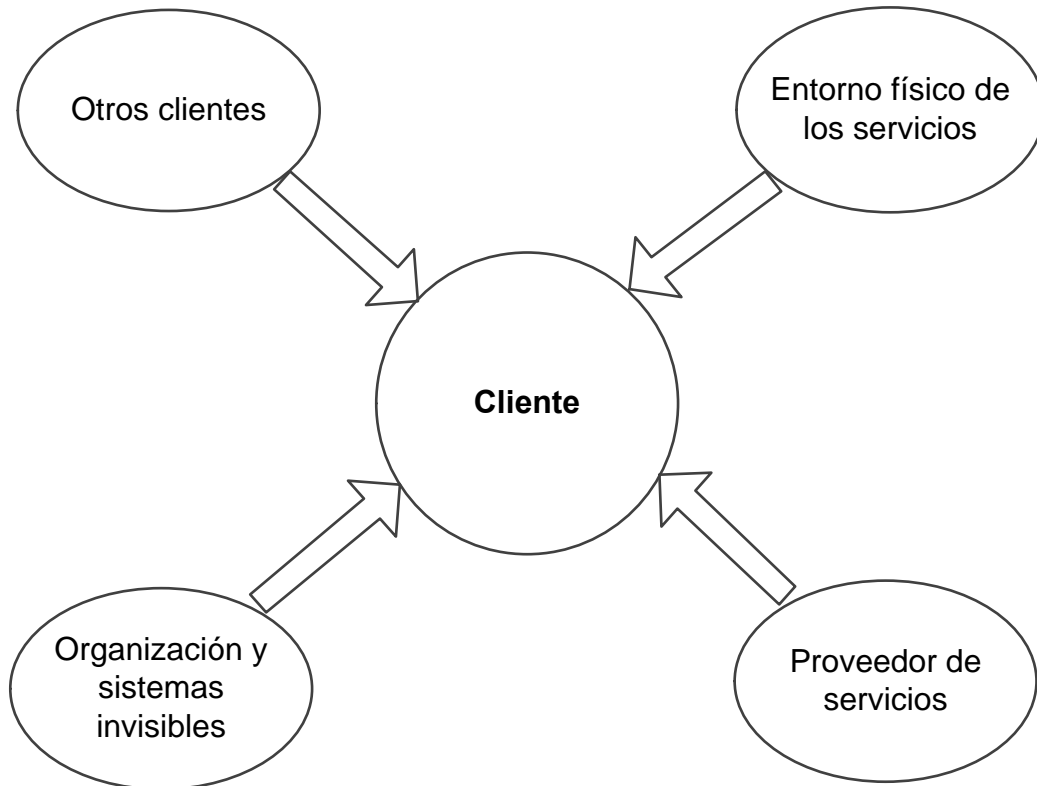 Otros clientes
Entorno físico de
los servicios
Cliente
Organización y
sistemas
invisibles
Proveedor de
servicios